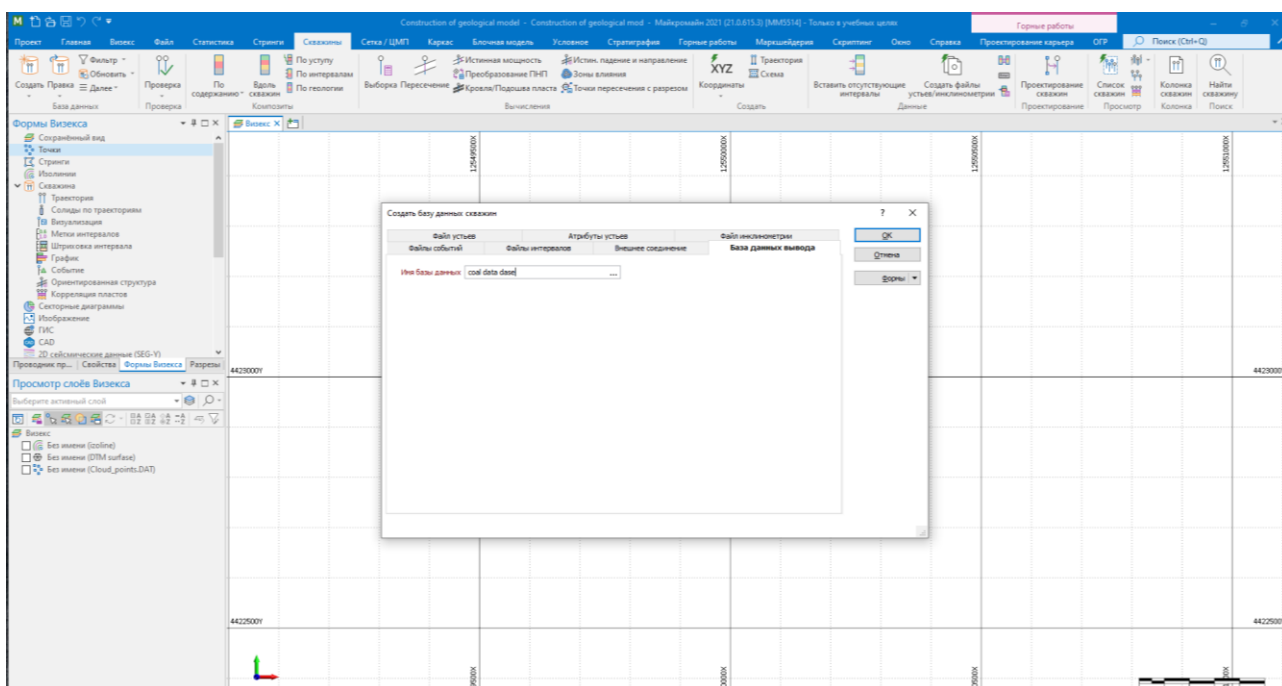 Construction of geological model - Construction of geological mod - Майкромайн 2021 (21.0.615.3) [MM5514] - Только в учебных целях
Горные работы
Проект Главная Визекс Файл Статистика Стринги Скважины Сетка / ЦМП Каркас Блочная модель Условное Стратиграфия Горные работы Маркшейдерия Скриптинг Окно Справка Проектирование карьера ОГР Поиск (Ctrl+Q)
Фильтр По уступу Истинная мощность Истин. падение и направление Траектория
Обновить По интервалам Преобразование ПНП Зоны влияния Схема
Создать Правка Далее Проверка По содержанию Вдоль скважин По геологии Выборка Пересечение Кровля/Подошва пласта Точки пересечения с разрезом XYZ Координаты Вставить отсутствующие интервалы Создать файлы устьев/инклинометрии Проектирование скважин Список скважин Колонка скважин Найти скважину
База данных Проверка Композиты Вычисления Создать Данные Проектирование Просмотр Колонка Поиск
Формы Визекса
Визекс
Сохранённый вид
Точки
Стринги
Изолинии
Скважина
Траектория
Солиды по траекториям
Визуализация
Метки интервалов
Штриховка интервала
График
Событие
Ориентированная структура
Корреляция пластов
Секторные диаграммы
Изображение
ГИС
CAD
2D сейсмические данные (SEG-Y)
Проводник пр... Свойства Формы Визекса Разрезы
Просмотр слоёв Визекса
Выберите активный слой
Визекс
Без имени (icoline)
Без имени (DTM surfase)
Без имени (Cloud_points.DAT)
12549500X
12550000X
12550500X
12551000X
Создать базу данных скважин
? X
Файл устьев Атрибуты устьев Файл инклинометрии
Файлы событий Файлы интервалов Внешнее соединение База данных вывода
Имя базы данных coal data dase ...
OK
Отмена
Формы
4423000Y
4422500Y